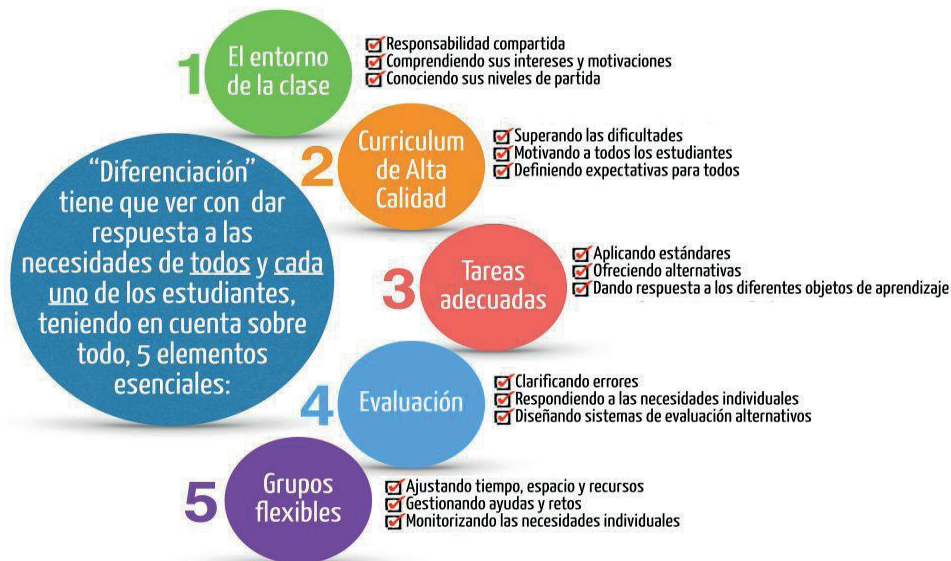 1
El entorno
de la clase
Responsabilidad compartida
Comprendiendo sus intereses y motivaciones
Conociendo sus niveles de partida
“Diferenciación”
tiene que ver con dar
respuesta a las
necesidades de todos y cada
uno de los estudiantes,
teniendo en cuenta sobre
todo, 5 elementos
esenciales:
2
Curriculum
de Alta
Calidad
Superando las dificultades
Motivando a todos los estudiantes
Definiendo expectativas para todos
3
Tareas
adecuadas
Aplicando estándares
Ofreciendo alternativas
Dando respuesta a los diferentes objetos de aprendizaje
4
Evaluación
Clarificando errores
Respondiendo a las necesidades individuales
Diseñando sistemas de evaluación alternativos
5
Grupos
flexibles
Ajustando tiempo, espacio y recursos
Gestionando ayudas y retos
Monitorizando las necesidades individuales